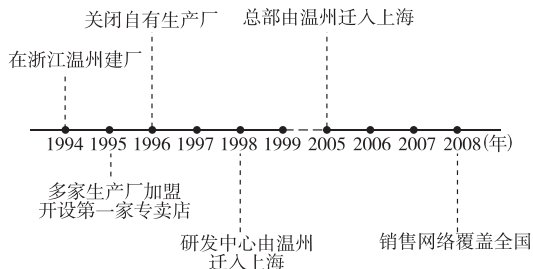 关闭自有生产厂
总部由温州迁入上海
在浙江温州建厂
1994 1995 1996 1997 1998 1999 2005 2006 2007 2008(年)
多家生产厂加盟
开设第一家专卖店
研发中心由温州
迁入上海
销售网络覆盖全国